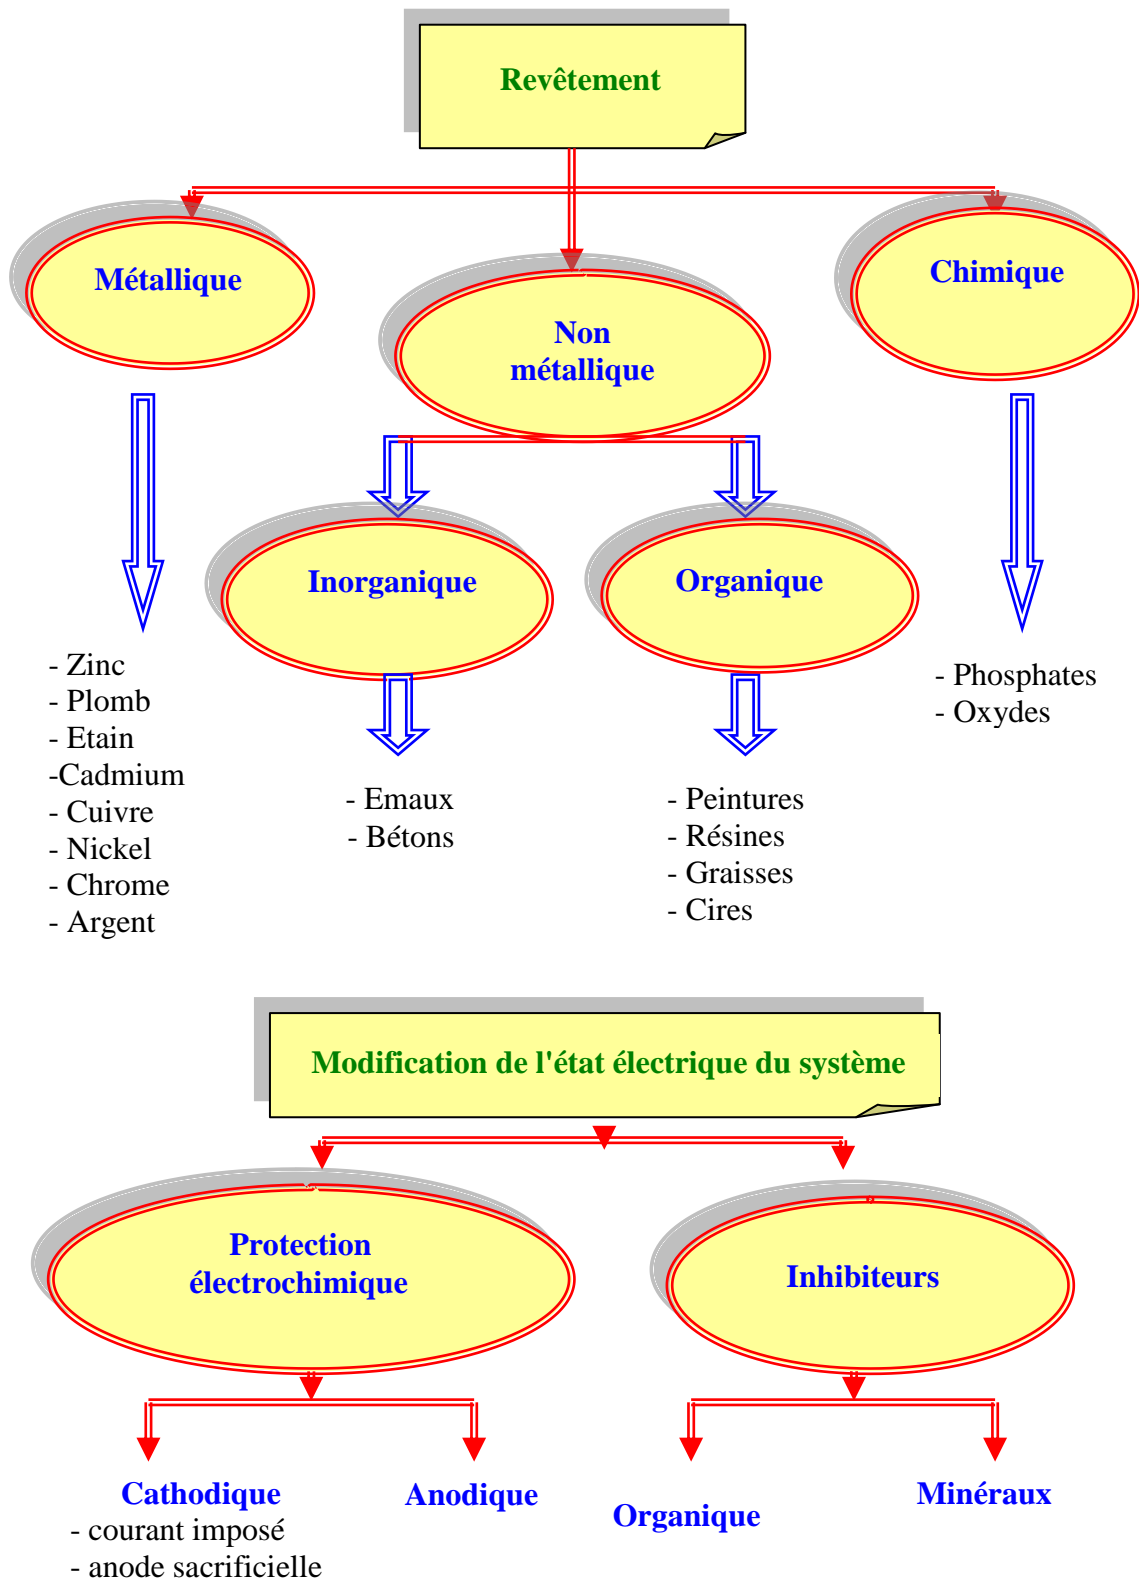 Revêtement
Métallique
Chimique
Non
métallique
Inorganique
Organique
- Zinc
- Plomb
- Etain
-Cadmium
- Cuivre
- Nickel
- Chrome
- Argent
- Emaux
- Bétons
- Peintures
- Résines
- Graisses
- Cires
- Phosphates
- Oxydes
Modification de l'état électrique du système
Protection
électrochimique
Inhibiteurs
Cathodique
- courant imposé
- anode sacrificielle
Anodique
Organique
Minéraux